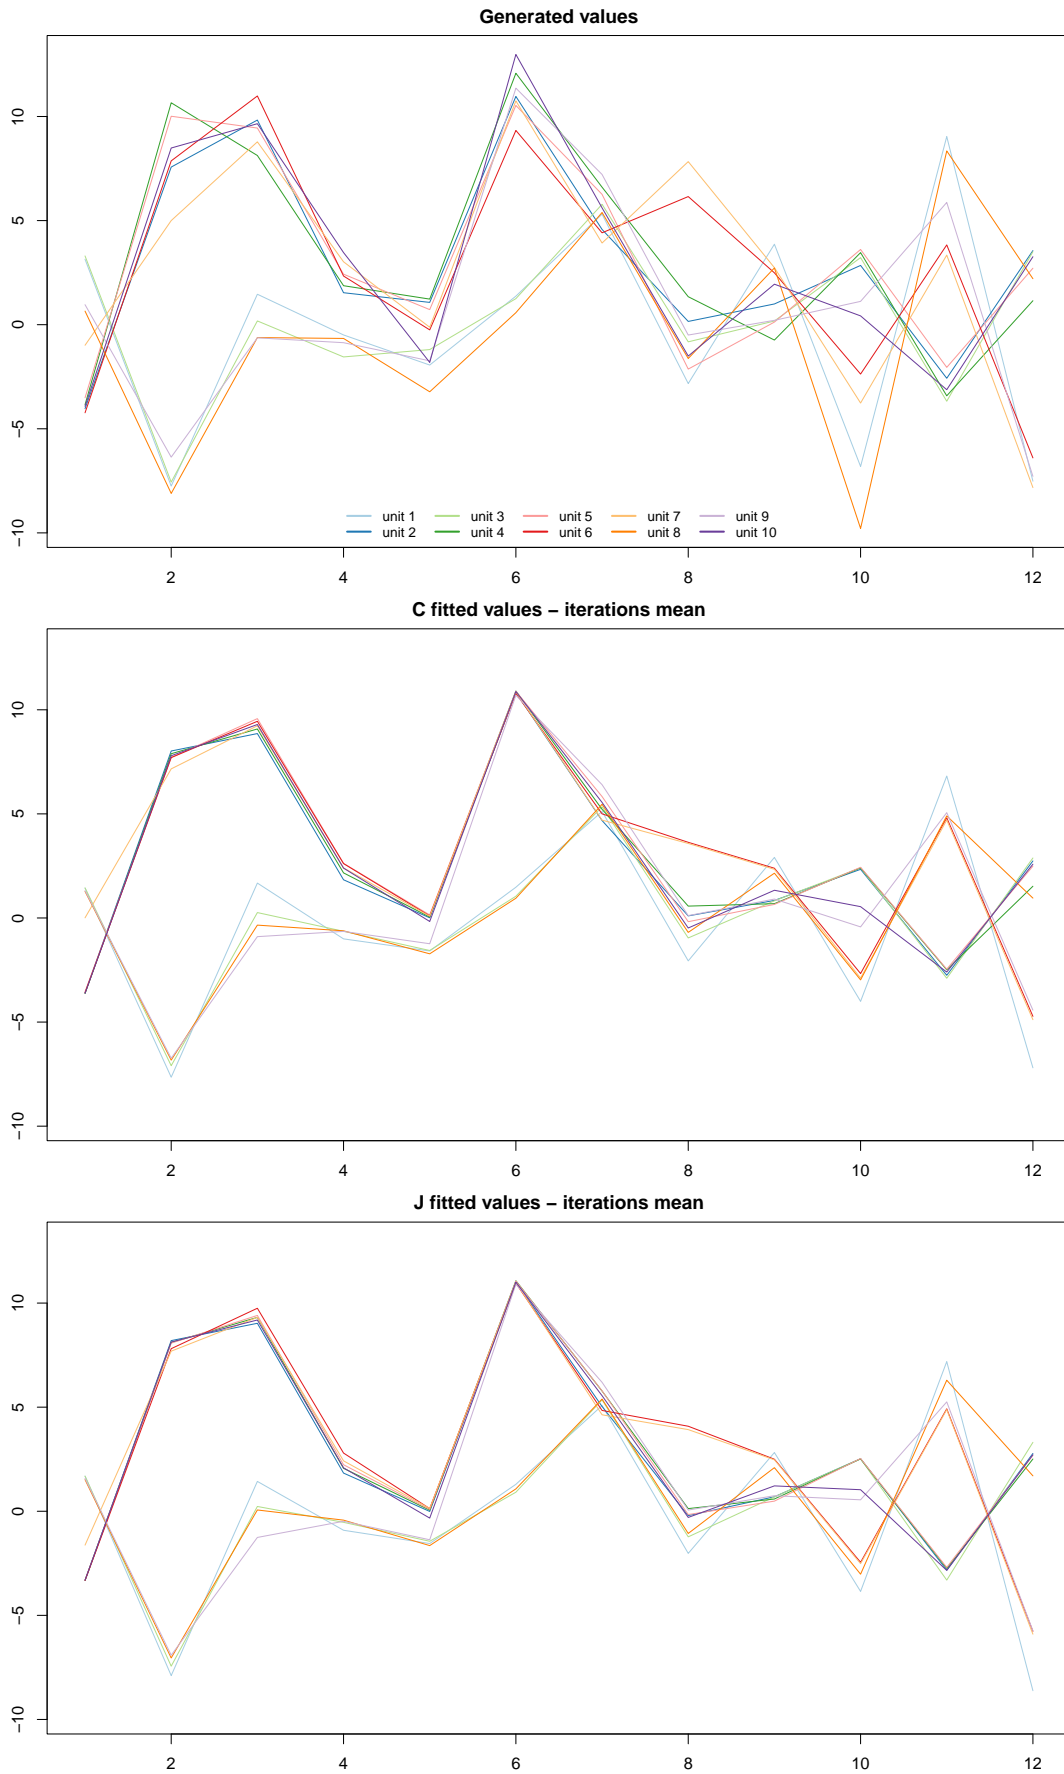 Generated values
10
5
0
−5
−10
unit 1 unit 3 unit 5 unit 7 unit 9
unit 2 unit 4 unit 6 unit 8 unit 10
2 4 6 8 10 12
C fitted values − iterations mean
10
5
0
−5
−10
2 4 6 8 10 12
J fitted values − iterations mean
10
5
0
−5
−10
2 4 6 8 10 12